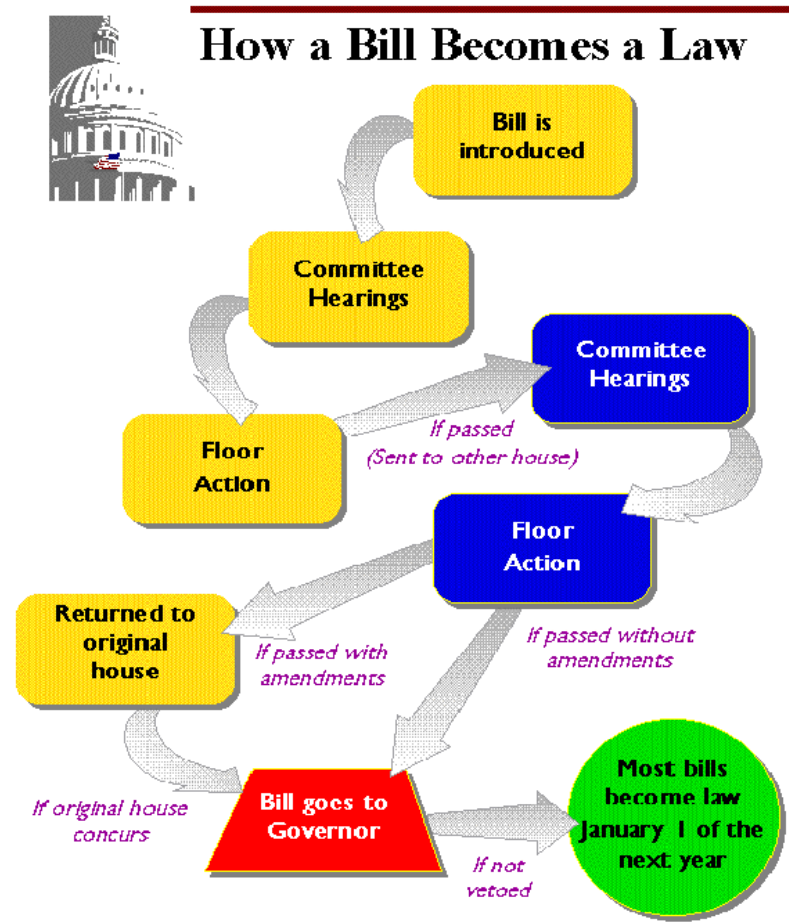 How a Bill Becomes a Law
Bill is
introduced
Committee
Hearings
Committee
Hearings
Floor
Action
If passed
(Sent to other house)
Floor
Action
Returned to
original
house
If passed with
amendments
If passed without
amendments
If original house
concurs
Bill goes to
Governor
If not
vetoed
Most bills
become law
January 1 of the
next year